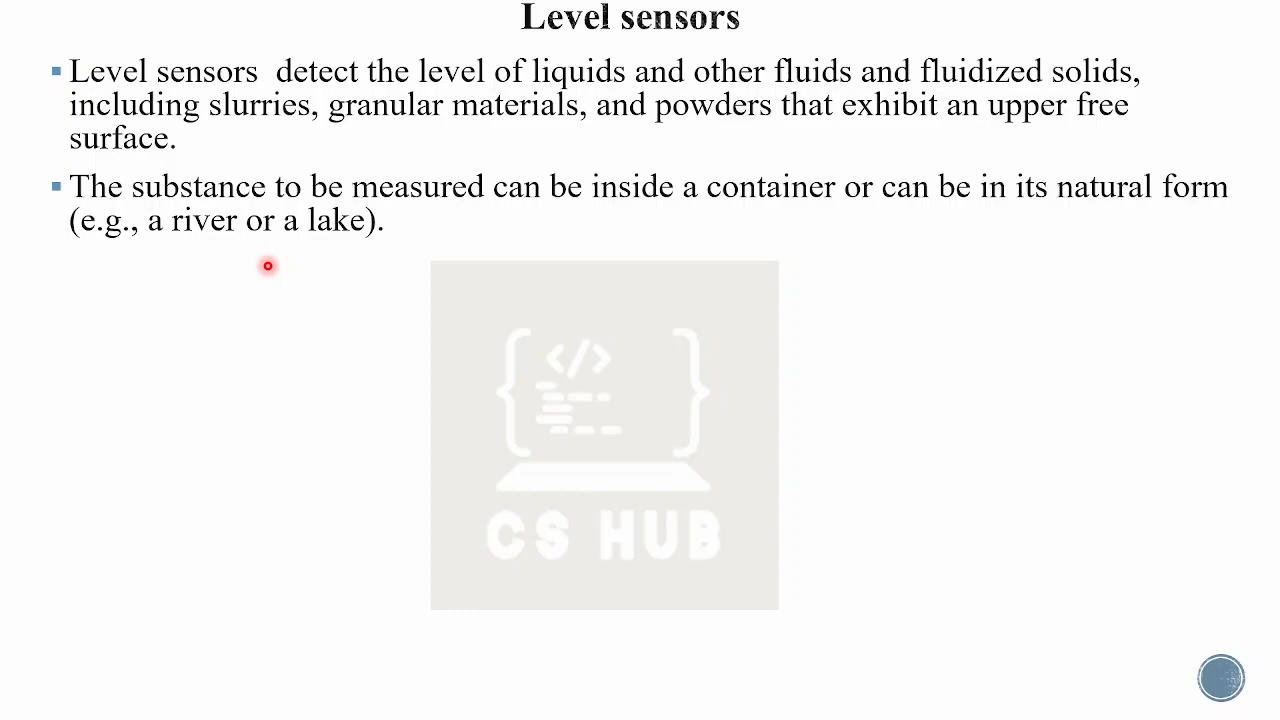 Level sensors
Level sensors  detect the level of liquids and other fluids and fluidized solids,
including slurries, granular materials, and powders that exhibit an upper free
surface.
The substance to be measured can be inside a container or can be in its natural form
(e.g., a river or a lake).
</>
CS HUB